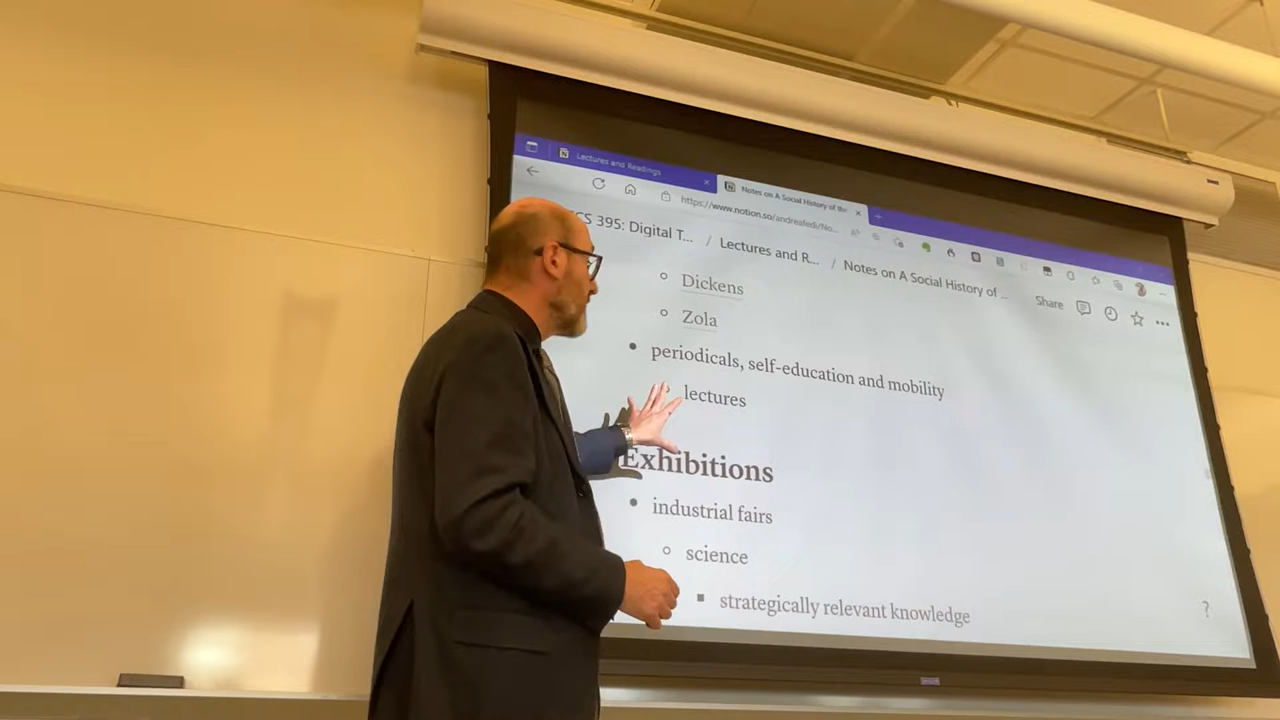 Lectures and Readings
Notes on A Social History of the
https://www.notion.so/andreafedi/No...
CS 395: Digital T... / Lectures and R... / Notes on A Social History of ...
Share
Dickens
Zola
periodicals, self-education and mobility
lectures
Exhibitions
industrial fairs
science
strategically relevant knowledge
?